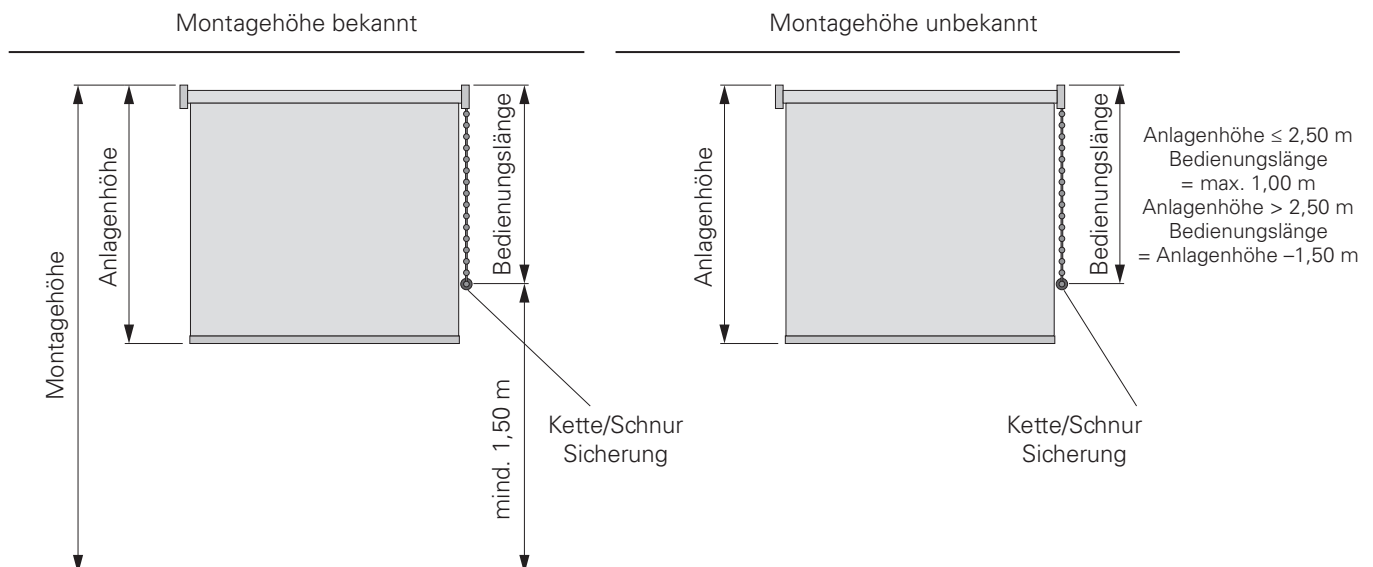 Montagehöhe bekannt
Montagehöhe
Anlagenhöhe
Bedienungslänge
mind. 1,50 m
Kette/Schnur
Sicherung
Montagehöhe unbekannt
Anlagenhöhe
Bedienungslänge
Anlagenhöhe ≤ 2,50 m
Bedienungslänge
= max. 1,00 m
Anlagenhöhe > 2,50 m
Bedienungslänge
= Anlagenhöhe –1,50 m
Kette/Schnur
Sicherung